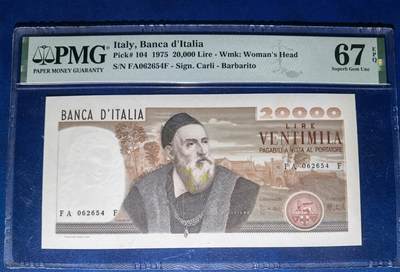 PMG
PAPER MONEY GUARANTY
Italy, Banca d'Italia
Pick# 104 1975 20,000 Lire - Wmk: Woman's Head
S/N FA062654F - Sign. Carli - Barbarito
67 EPQ
Superb Gem Unc
BANCA D'ITALIA
20000
LIRE
VENTIMILA
PAGABILI A VISTA AL PORTATORE
FA 062654 F
FA 062654 F